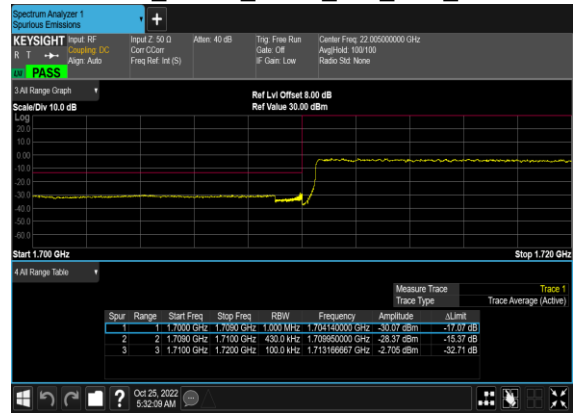 Spectrum Analyzer 1
Spurious Emissions
KEYSIGHT Input: RF
R T Coupling: DC
Align: Auto
Input Z: 50 Ω
Corr CCorr
Freq Ref: Int (S)
Atten: 40 dB
Trig: Free Run
Gate: Off
IF Gain: Low
Center Freq: 22.005000000 GHz
Avg|Hold: 100/100
Radio Std: None
PASS
3 All Range Graph
Scale/Div 10.0 dB
Ref Lvl Offset 8.00 dB
Ref Value 30.00 dBm
Log
20.0
10.0
0.00
-10.0
-20.0
-30.0
-40.0
-50.0
-60.0
Start 1.700 GHz
Stop 1.720 GHz
4 All Range Table
Measure Trace Trace 1
Trace Type Trace Average (Active)
Spur Range Start Freq Stop Freq RBW Frequency Amplitude ΔLimit
1 1 1.7000 GHz 1.7090 GHz 1.000 MHz 1.704140000 GHz -30.07 dBm -17.07 dB
2 2 1.7090 GHz 1.7100 GHz 430.0 kHz 1.709950000 GHz -28.37 dBm -15.37 dB
3 3 1.7100 GHz 1.7200 GHz 100.0 kHz 1.713166667 GHz -2.705 dBm -32.71 dB
?
Oct 25, 2022
5:32:09 AM